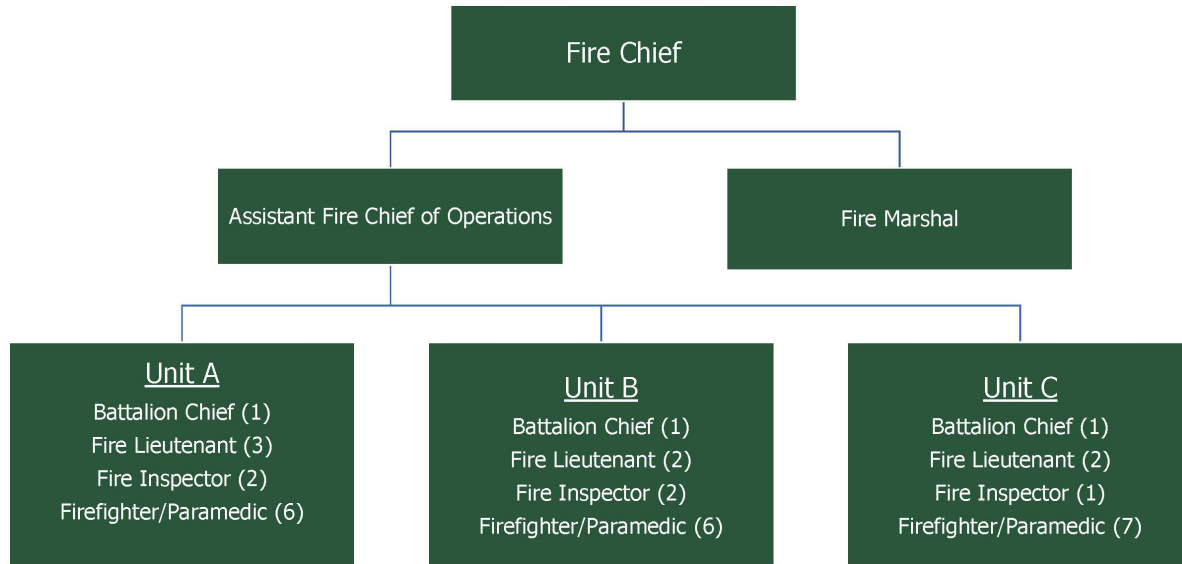 Fire Chief
Assistant Fire Chief of Operations
Fire Marshal
Unit A
Battalion Chief (1)
Fire Lieutenant (3)
Fire Inspector (2)
Firefighter/Paramedic (6)
Unit B
Battalion Chief (1)
Fire Lieutenant (2)
Fire Inspector (2)
Firefighter/Paramedic (6)
Unit C
Battalion Chief (1)
Fire Lieutenant (2)
Fire Inspector (1)
Firefighter/Paramedic (7)